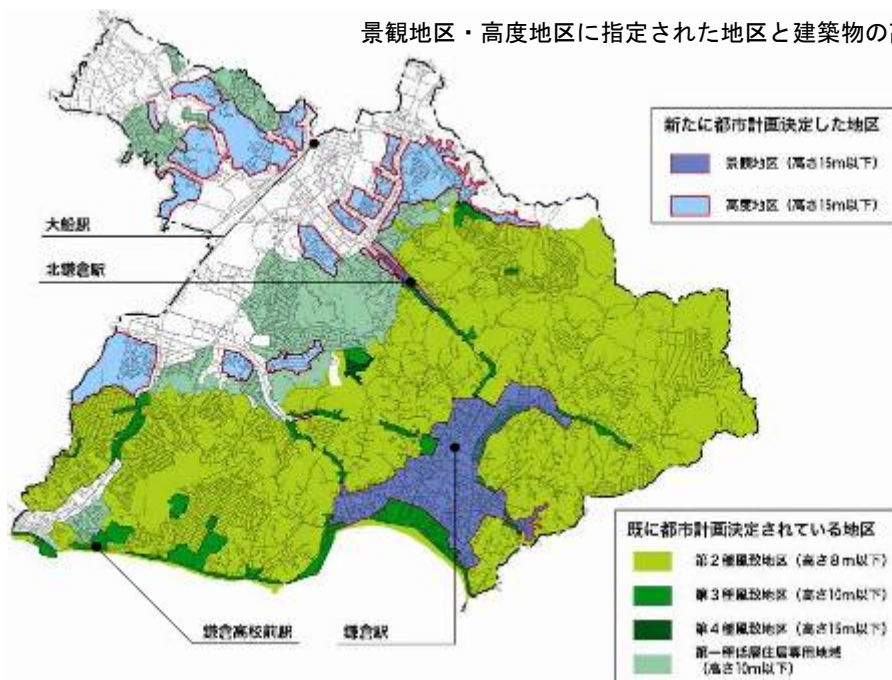 景観地区・高度地区に指定された地区と建築物の高
新たに都市計画決定した地区
景観地区（高さ15m以下）
高度地区（高さ15m以下）
大船駅
北鎌倉駅
既に都市計画決定されている地区
第2種風致地区（高さ8m以下）
第3種風致地区（高さ10m以下）
第4種風致地区（高さ15m以下）
第一種低層住居専用地域
（高さ10m以下）
鎌倉高校前駅
鎌倉駅